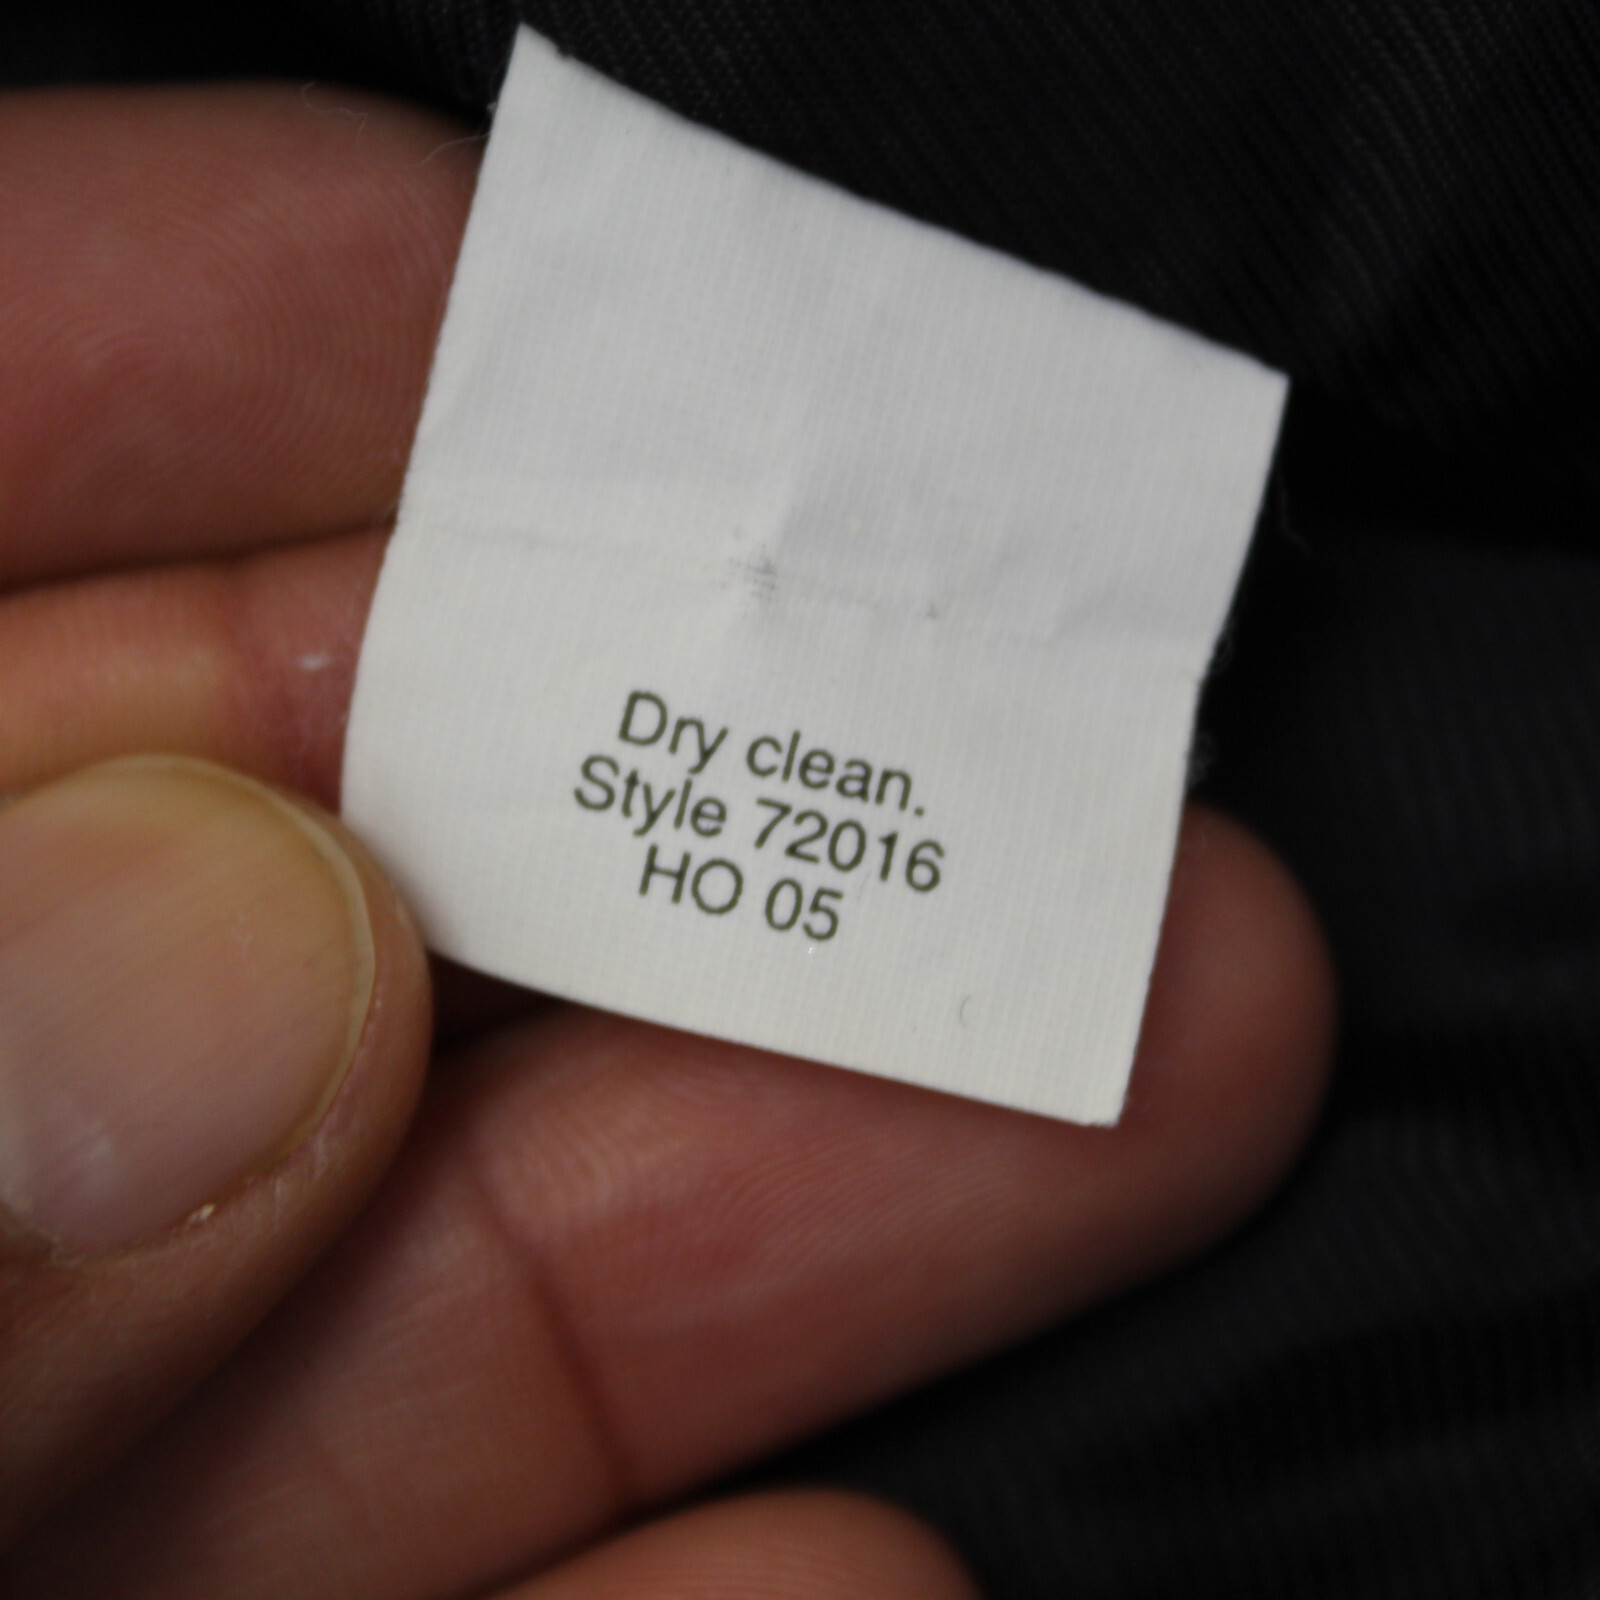 Dry clean.
Style 72016
HO 05